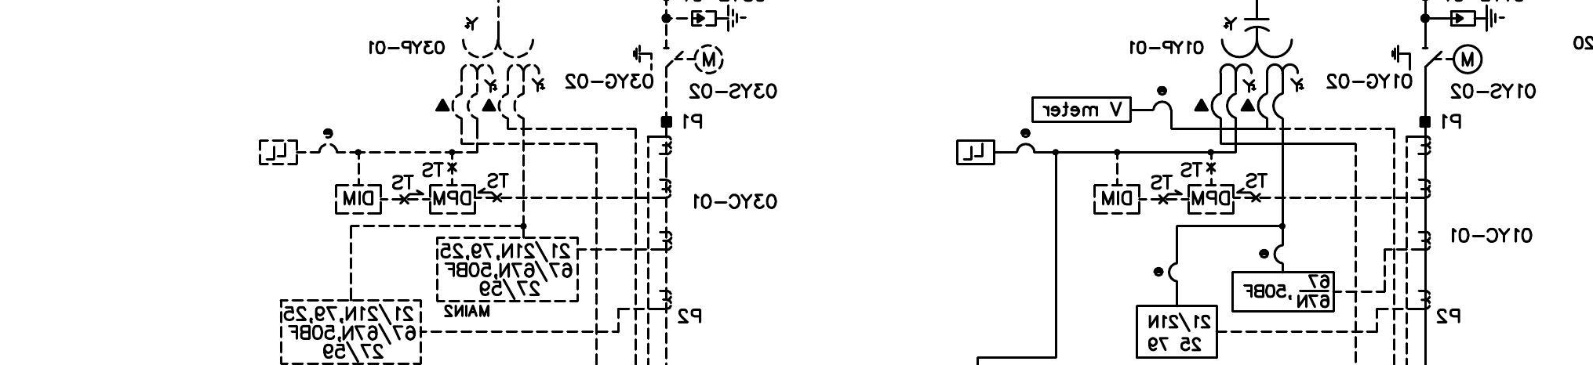 03YP-01
03YG-02
M
03YS-02
P1
LL
e
TS
TS
TS
DIM
DPM
03YC-01
21/21N,79,25
67/67N,50BF
27/59
MAIN2
21/21N,79,25
67/67N,50BF
27/59
P2
01YP-01
01YG-02
M
01YS-02
V meter
e
P1
LL
e
TS
TS
TS
DIM
DPM
01YC-01
e
e
67
67N ,50BF
21/21N
25 79
P2